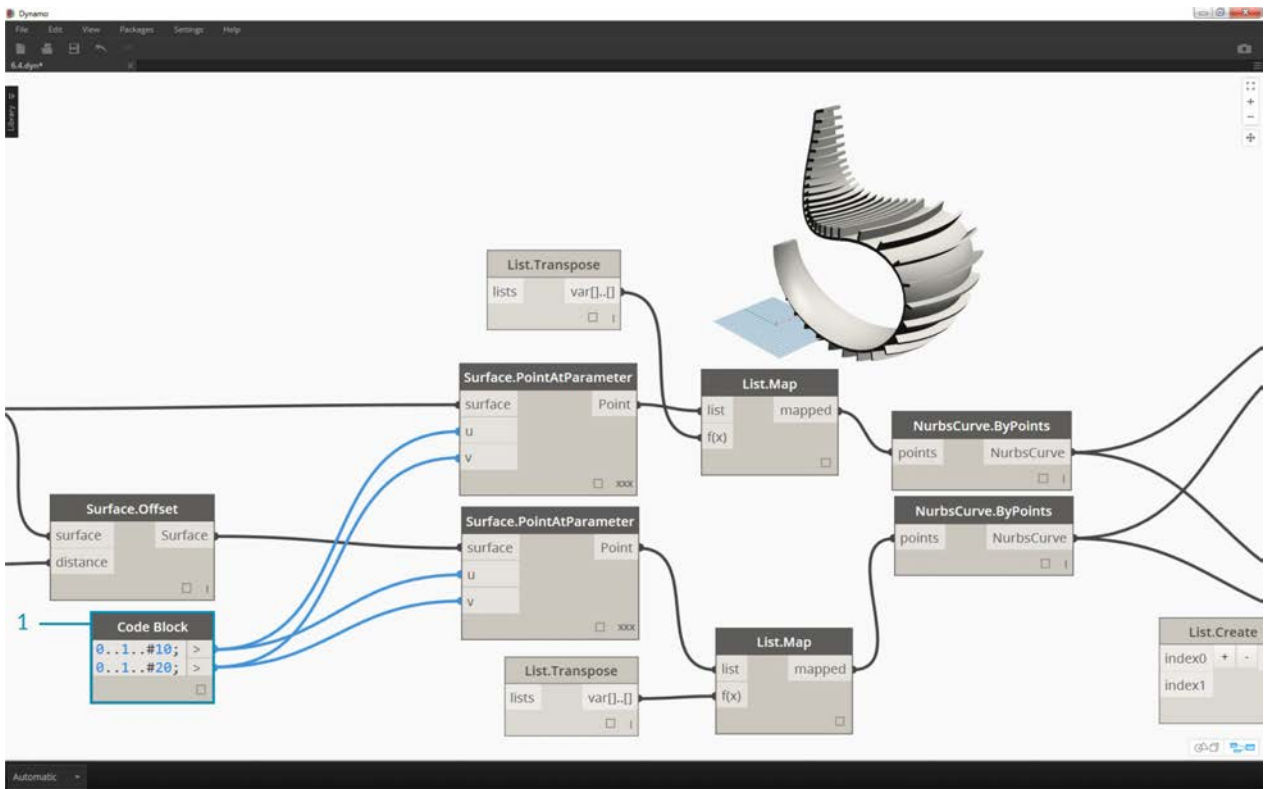 Dynamo
File Edit View Packages Settings Help
6.4.dyn*
Library
List.Transpose
lists var[]..[]
Surface.PointAtParameter
surface Point
u
v
xxx
List.Map
list mapped
f(x)
NurbsCurve.ByPoints
points NurbsCurve
Surface.Offset
surface Surface
distance
Surface.PointAtParameter
surface Point
u
v
xxx
NurbsCurve.ByPoints
points NurbsCurve
1
Code Block
0..1..#10; >
0..1..#20; >
List.Transpose
lists var[]..[]
List.Map
list mapped
f(x)
List.Create
index0 + -
index1
Automatic